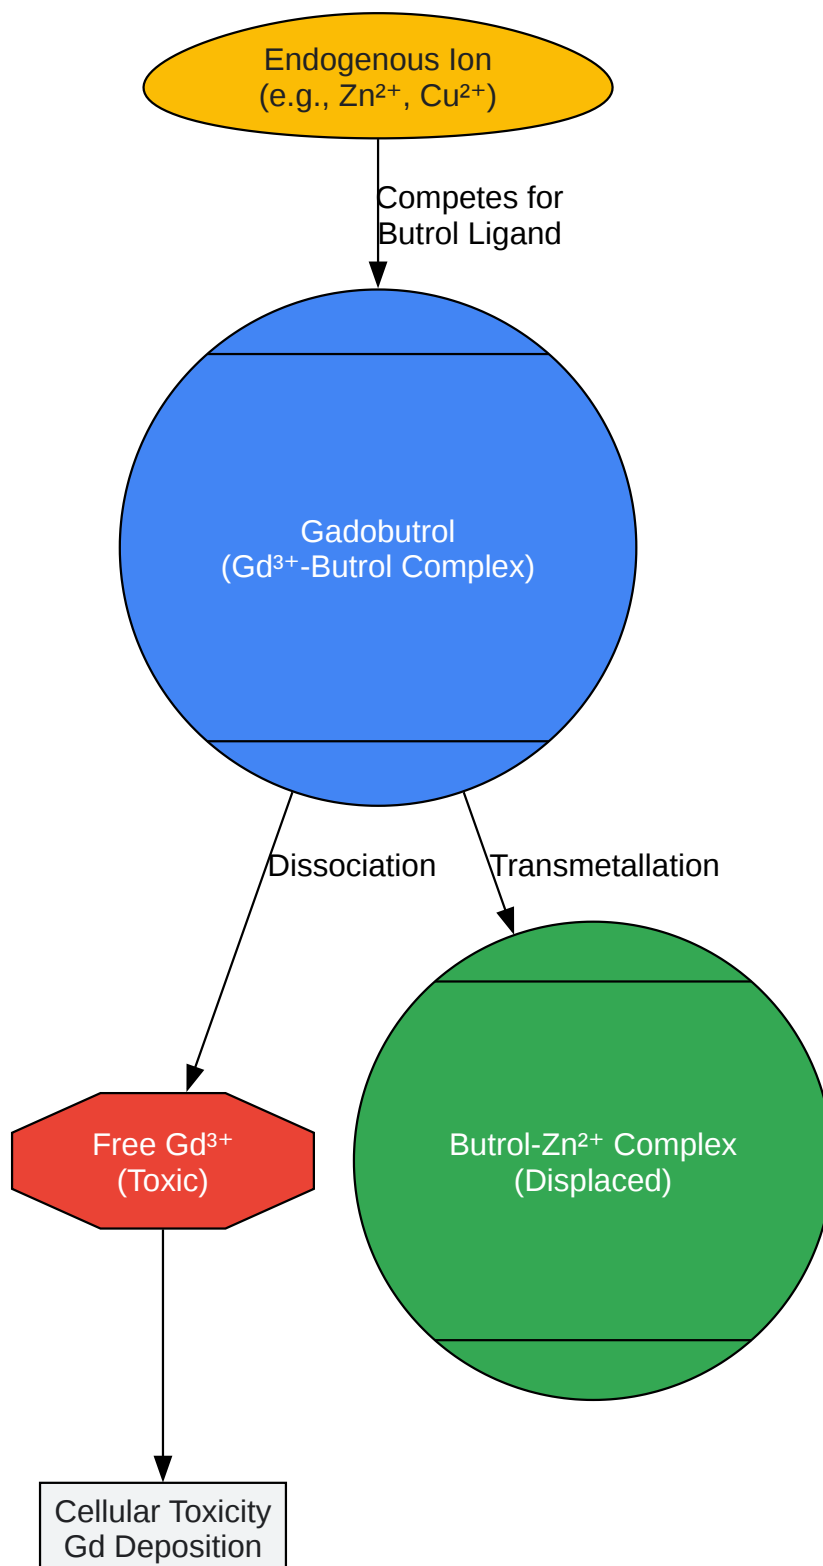 Endogenous Ion
(e.g., Zn²⁺, Cu²⁺)
Competes for
Butrol Ligand
Gadobutrol
(Gd³⁺-Butrol Complex)
Dissociation
Transmetallation
Free Gd³⁺
(Toxic)
Butrol-Zn²⁺ Complex
(Displaced)
Cellular Toxicity
Gd Deposition